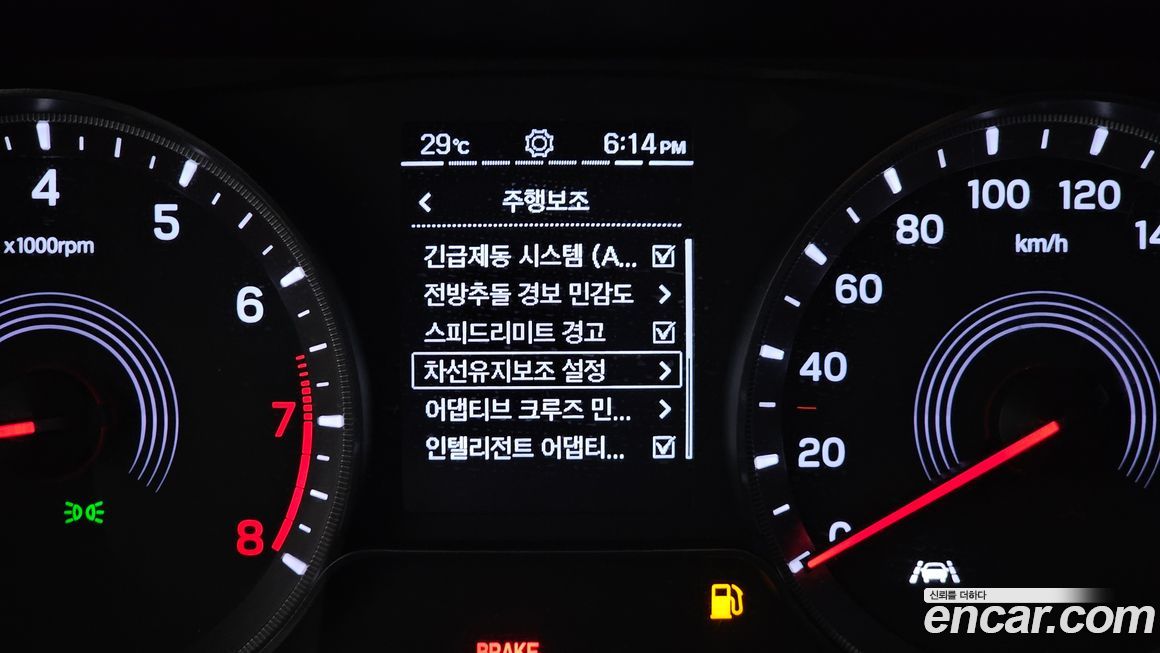 29°C 6:14PM
주행보조
긴급제동 시스템 (A...
전방추돌 경보 민감도
스피드리미트 경고
차선유지보조 설정
어댑티브 크루즈 민...
인텔리전트 어댑티...
4
5
x1000rpm
6
7
8
100
120
80
km/h
60
40
20
0
신뢰를 더하다
encar.com
BRAKE